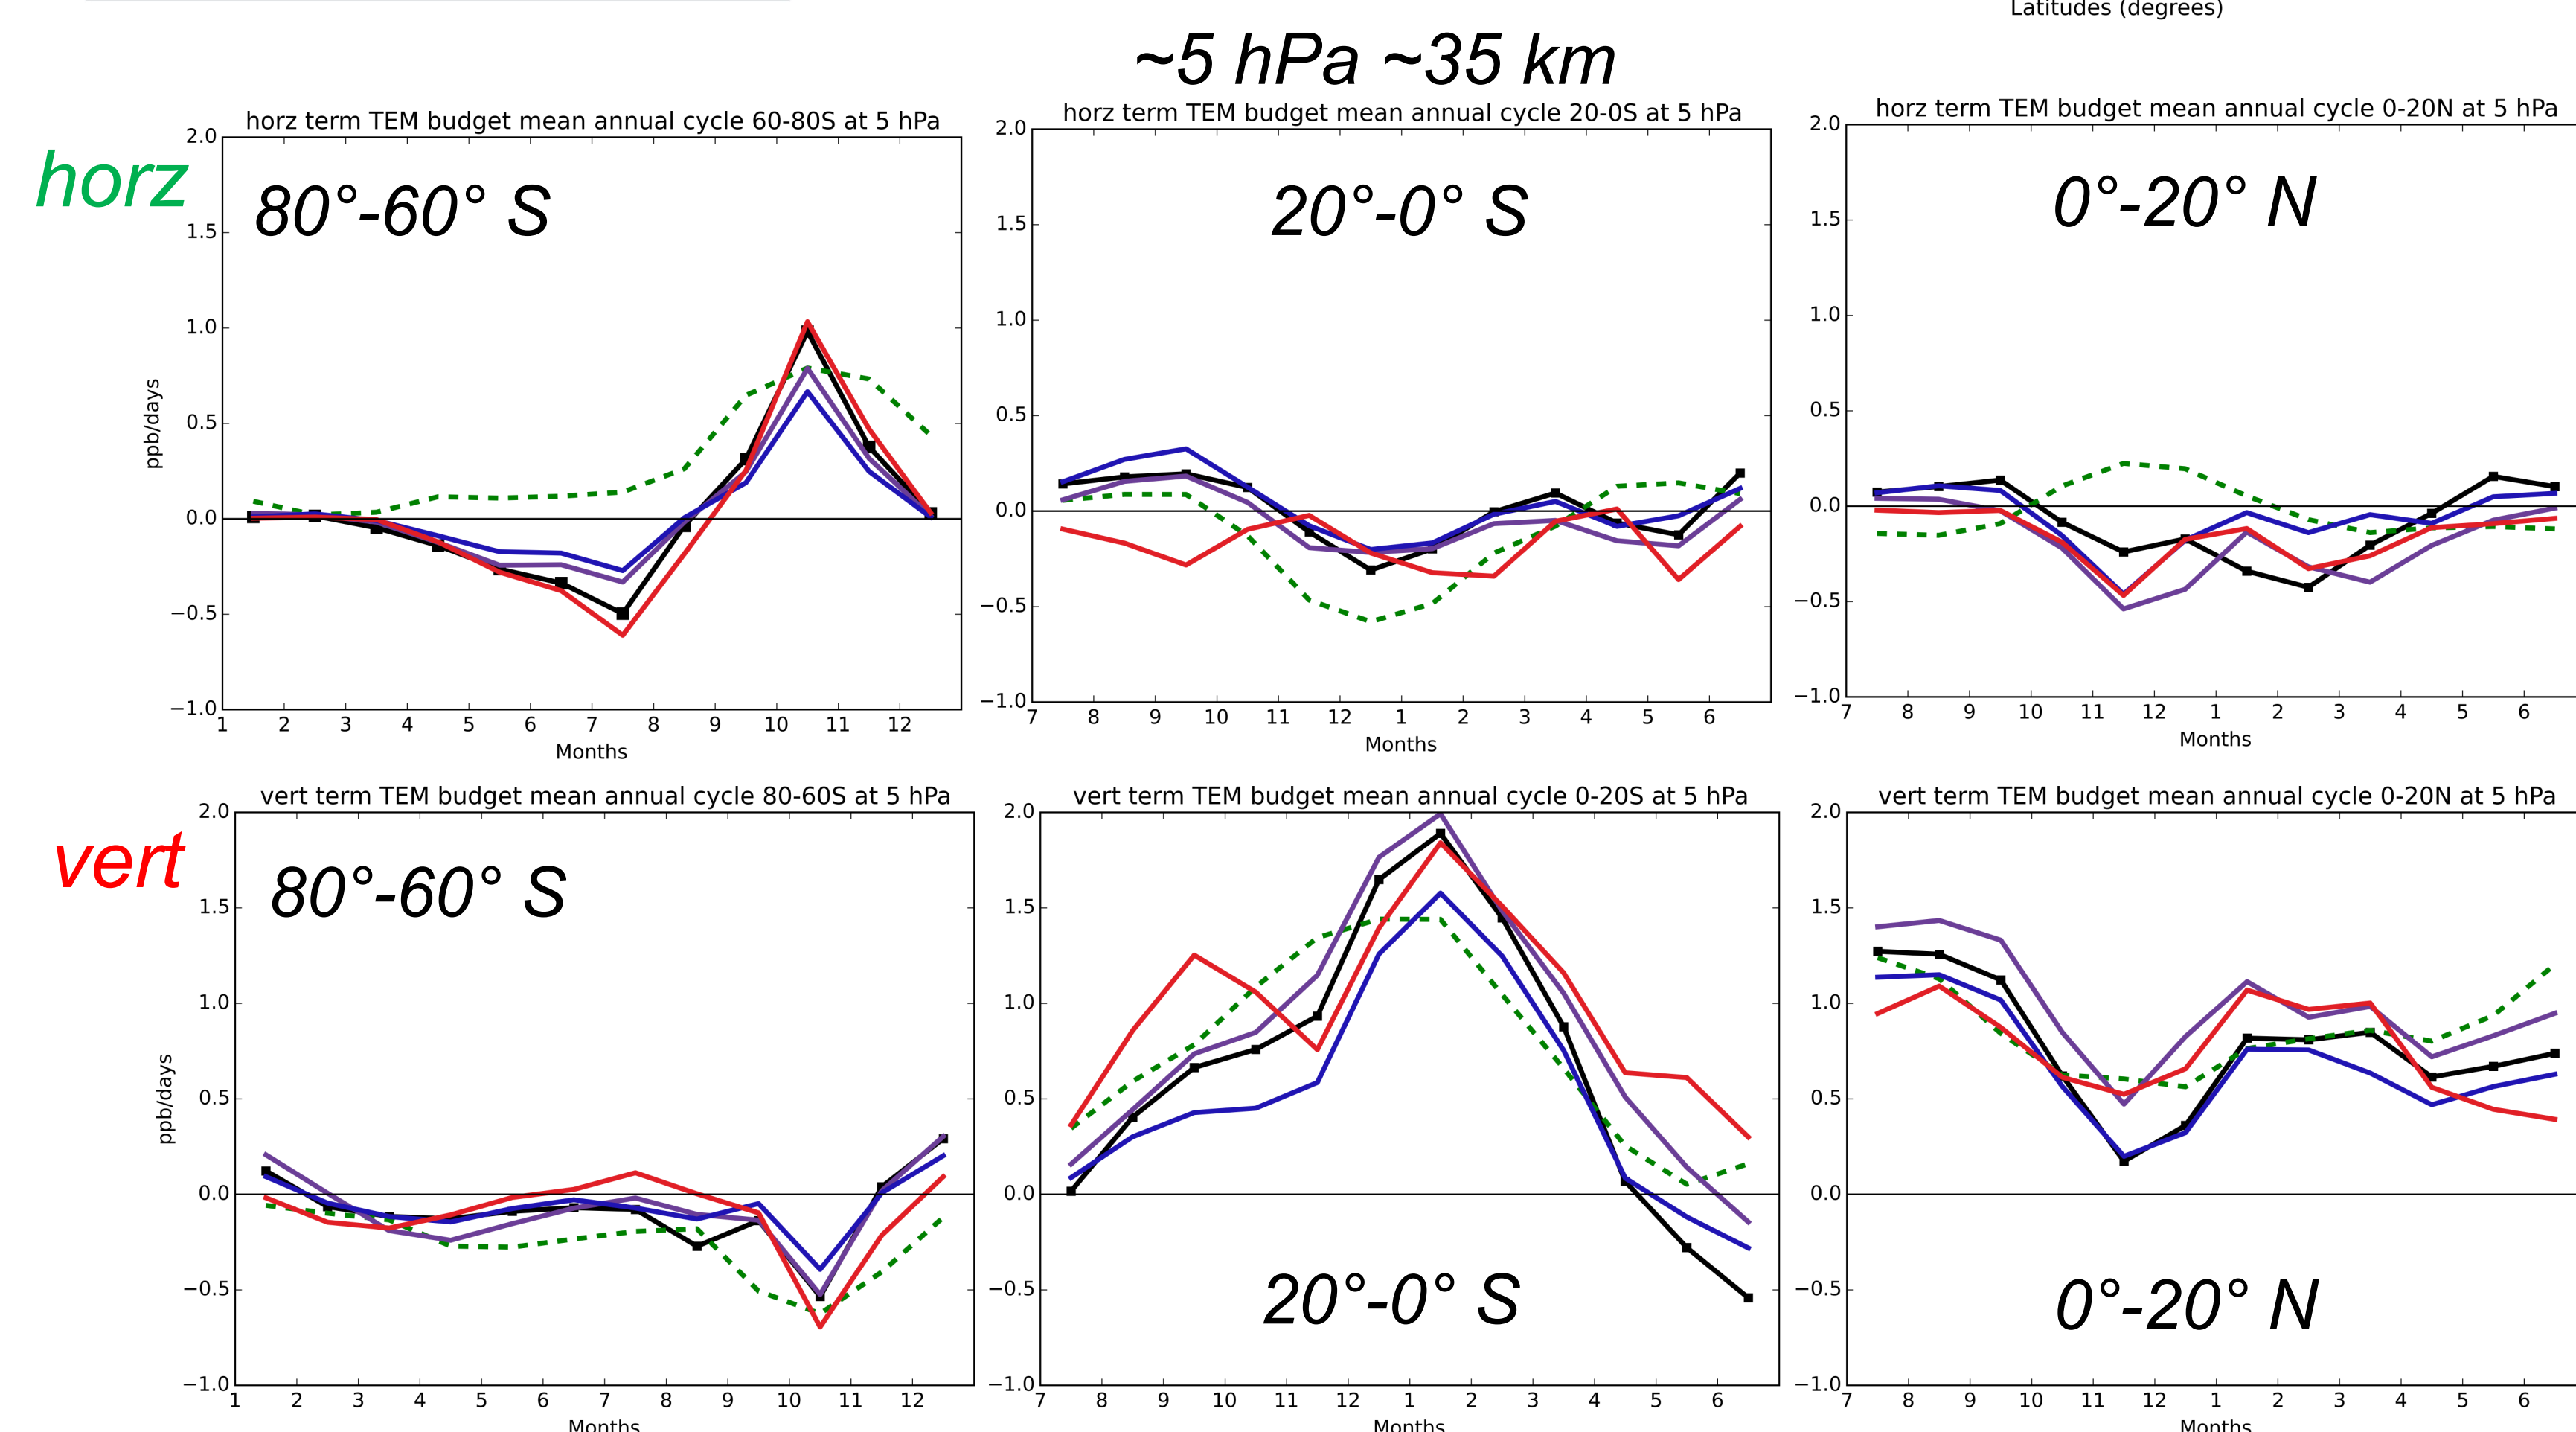 Latitudes (degrees)
~5 hPa ~35 km
horz
horz term TEM budget mean annual cycle 60-80S at 5 hPa
80°-60° S
2.0
1.5
1.0
0.5
0.0
−0.5
−1.0
ppb/days
1 2 3 4 5 6 7 8 9 10 11 12
Months
horz term TEM budget mean annual cycle 20-0S at 5 hPa
20°-0° S
2.0
1.5
1.0
0.5
0.0
−0.5
−1.0
7 8 9 10 11 12 1 2 3 4 5 6
Months
horz term TEM budget mean annual cycle 0-20N at 5 hPa
0°-20° N
2.0
1.5
1.0
0.5
0.0
−0.5
−1.0
7 8 9 10 11 12 1 2 3 4 5 6
Months
vert
vert term TEM budget mean annual cycle 80-60S at 5 hPa
80°-60° S
2.0
1.5
1.0
0.5
0.0
−0.5
−1.0
ppb/days
1 2 3 4 5 6 7 8 9 10 11 12
Months
vert term TEM budget mean annual cycle 0-20S at 5 hPa
2.0
1.5
1.0
0.5
0.0
−0.5
−1.0
20°-0° S
7 8 9 10 11 12 1 2 3 4 5 6
Months
vert term TEM budget mean annual cycle 0-20N at 5 hPa
2.0
1.5
1.0
0.5
0.0
−0.5
−1.0
0°-20° N
7 8 9 10 11 12 1 2 3 4 5 6
Months